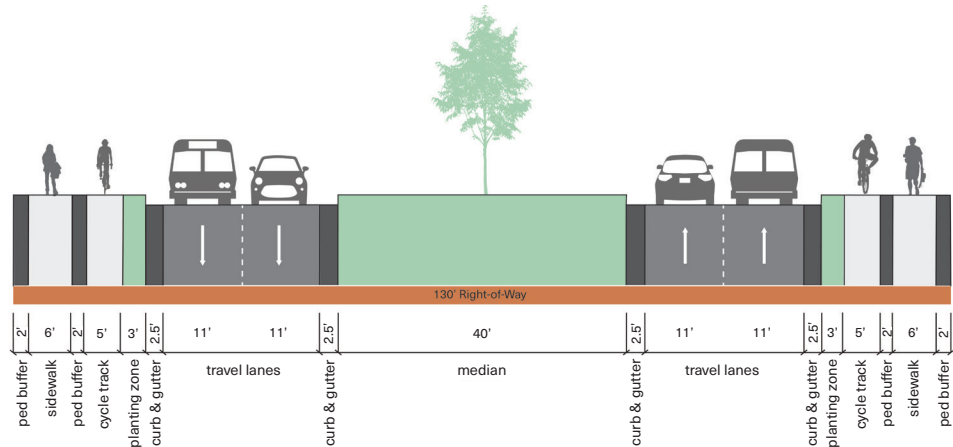 130' Right-of-Way
2' 6' 2' 5' 3' 2.5' 11' 11' 2.5' 40' 2.5' 11' 11' 2.5' 3' 5' 2' 6' 2'
ped buffer sidewalk ped buffer cycle track planting zone curb & gutter travel lanes curb & gutter median curb & gutter travel lanes curb & gutter planting zone cycle track ped buffer sidewalk ped buffer